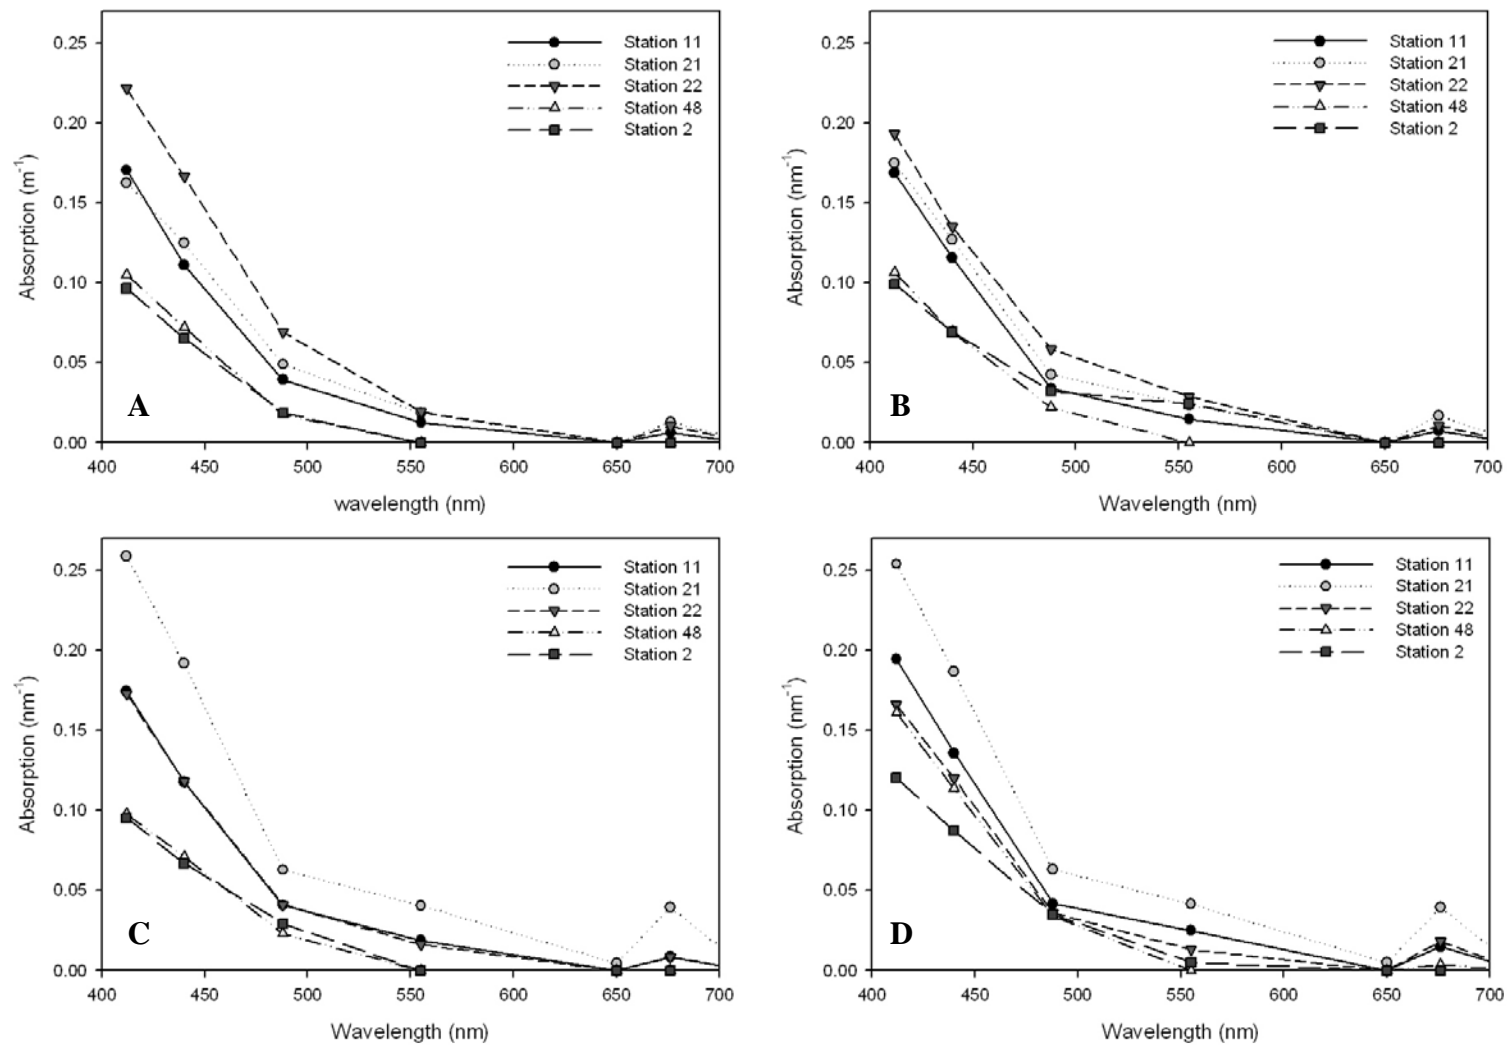 Absorption (m-1)
0.25
0.20
0.15
0.10
0.05
0.00
Station 11
Station 21
Station 22
Station 48
Station 2
A
400 450 500 550 600 650 700
wavelength (nm)
Absorption (nm-1)
0.25
0.20
0.15
0.10
0.05
0.00
Station 11
Station 21
Station 22
Station 48
Station 2
B
400 450 500 550 600 650 700
Wavelength (nm)
Absorption (nm-1)
0.25
0.20
0.15
0.10
0.05
0.00
Station 11
Station 21
Station 22
Station 48
Station 2
C
400 450 500 550 600 650 700
Wavelength (nm)
Absorption (nm-1)
0.25
0.20
0.15
0.10
0.05
0.00
Station 11
Station 21
Station 22
Station 48
Station 2
D
400 450 500 550 600 650 700
Wavelength (nm)